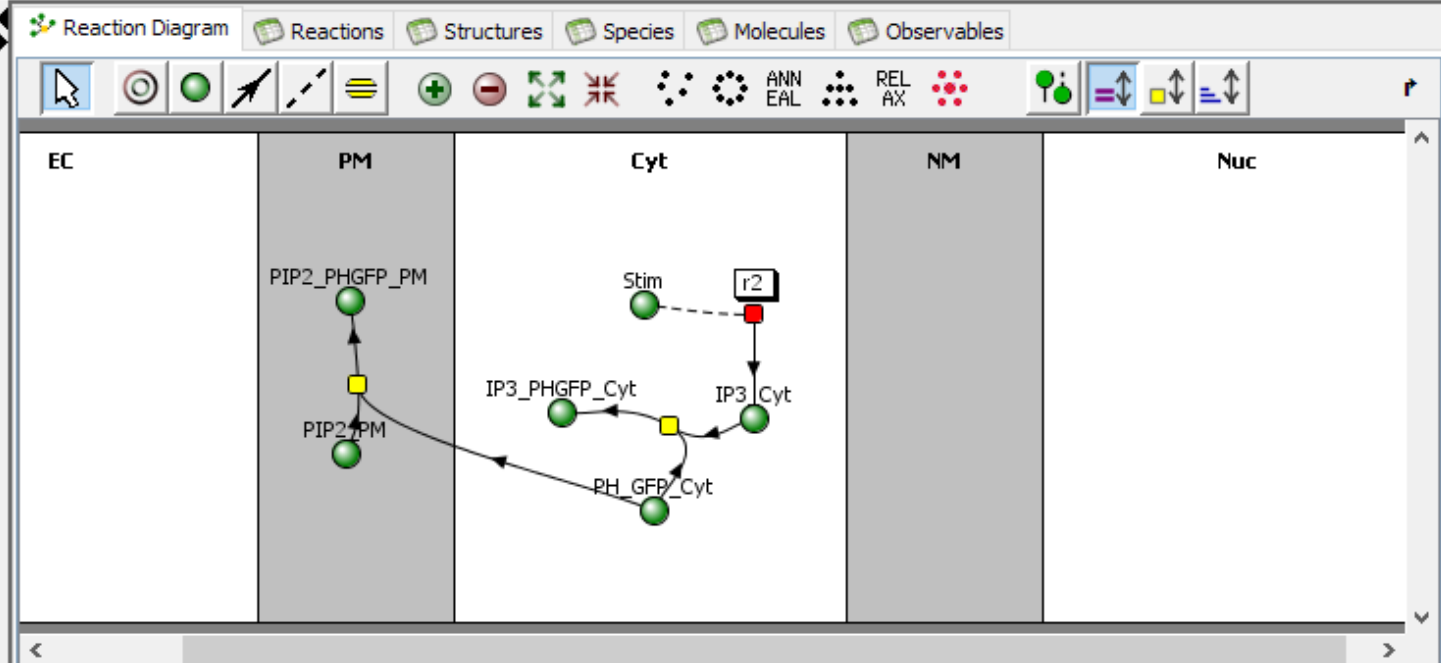 Reaction Diagram Reactions Structures Species Molecules Observables
ANN
EAL
REL
AX
EC PM Cyt NM Nuc
PIP2_PHGFP_PM
Stim
r2
IP3_PHGFP_Cyt
IP3_Cyt
PIP2_PM
PH_GFP_Cyt